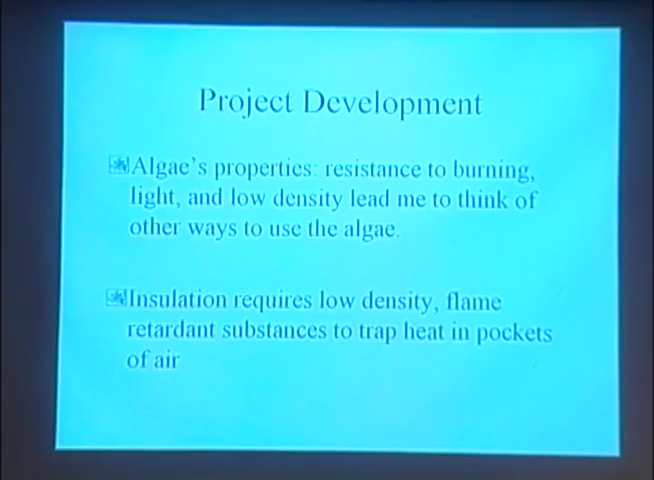 Project Development
Algae's properties: resistance to burning,
light, and low density lead me to think of
other ways to use the algae.
Insulation requires low density, flame
retardant substances to trap heat in pockets
of air